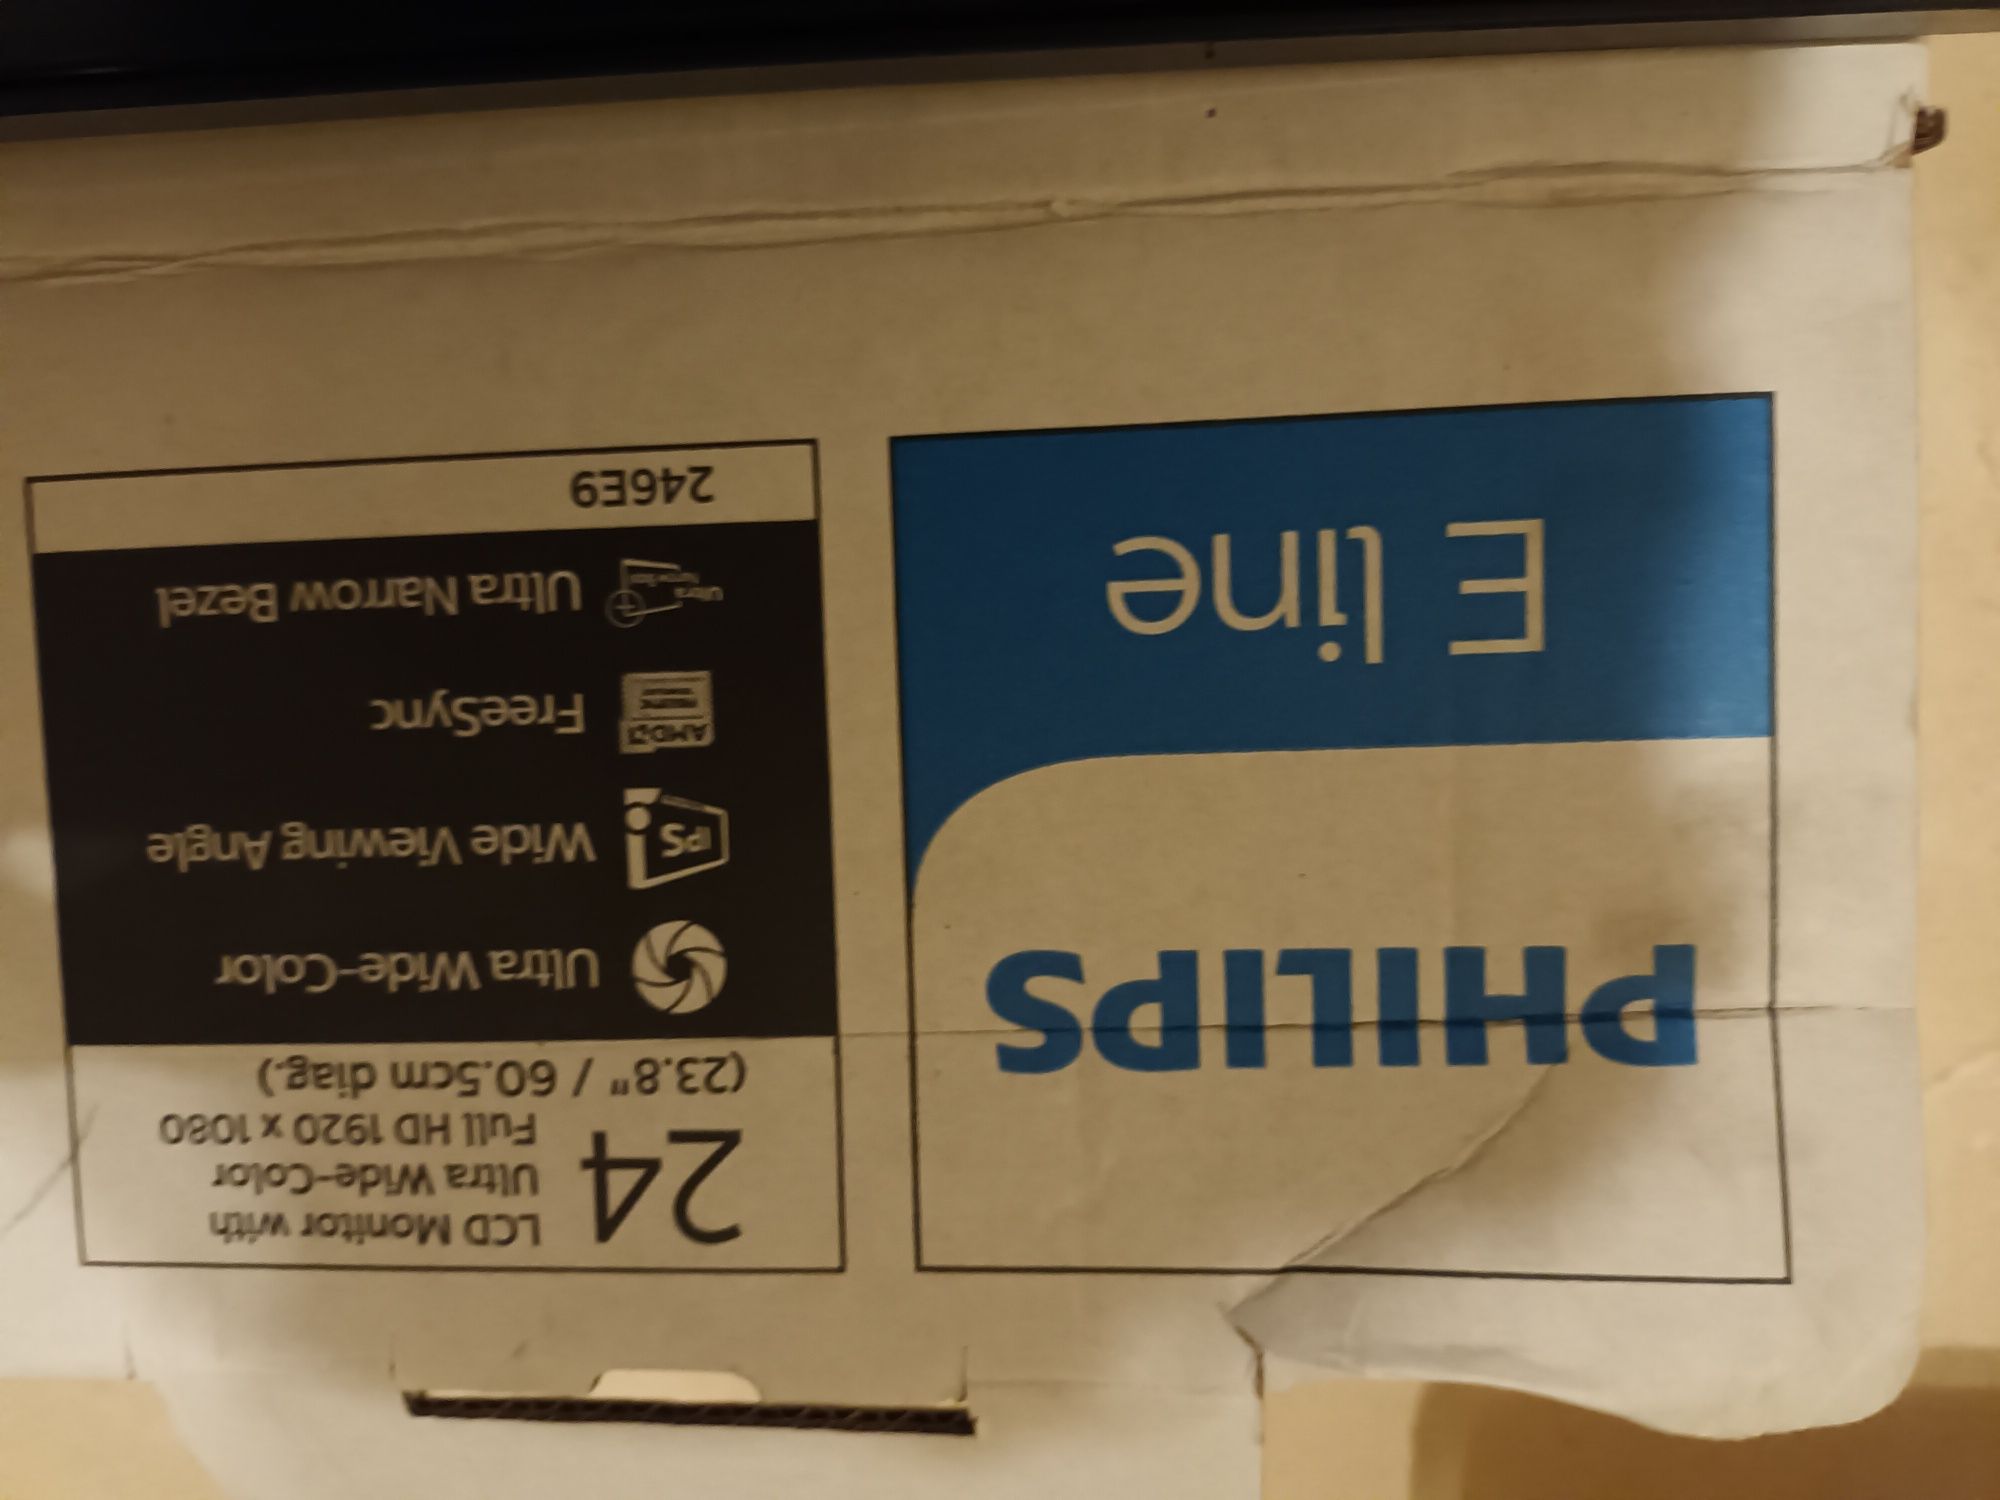 PHILIPS
E line
24
LCD Monitor with
Ultra Wide-Color
Full HD 1920 x 1080
(23.8" / 60.5cm diag.)
Ultra Wide-Color
IPS
Wide Viewing Angle
AMD
FreeSync
Ultra
Ultra Narrow Bezel
246E9